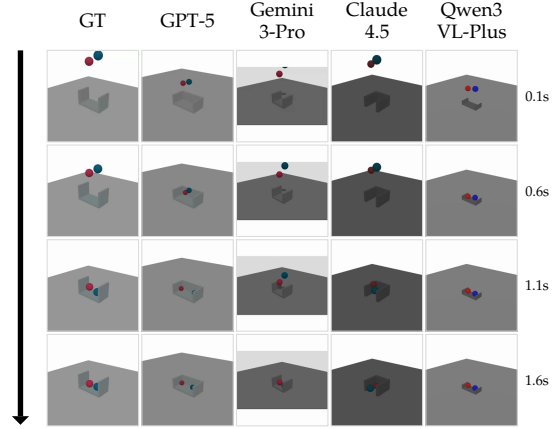 GT
GPT-5
Gemini
3-Pro
Claude
4.5
Qwen3
VL-Plus
0.1s
0.6s
1.1s
1.6s